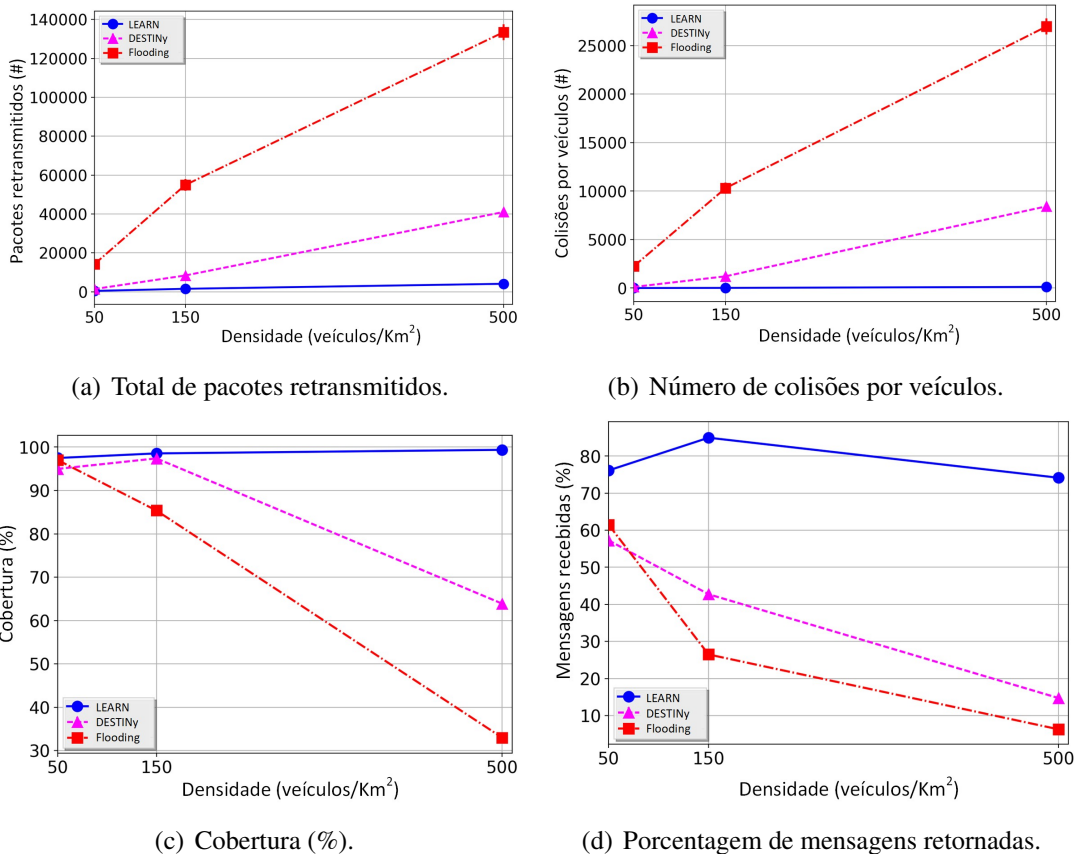 140000
120000
100000
80000
60000
40000
20000
0
Pacotes retransmitidos (#)
LEARN
DESTINy
Flooding
50
150
500
Densidade (veículos/Km²)
(a) Total de pacotes retransmitidos.
25000
20000
15000
10000
5000
0
Colisões por veículos (#)
LEARN
DESTINy
Flooding
50
150
500
Densidade (veículos/Km²)
(b) Número de colisões por veículos.
100
90
80
70
60
50
40
30
Cobertura (%)
LEARN
DESTINy
Flooding
50
150
500
Densidade (veículos/Km²)
(c) Cobertura (%).
80
70
60
50
40
30
20
10
Mensagens recebidas (%)
LEARN
DESTINy
Flooding
50
150
500
Densidade (veículos/Km²)
(d) Porcentagem de mensagens retornadas.